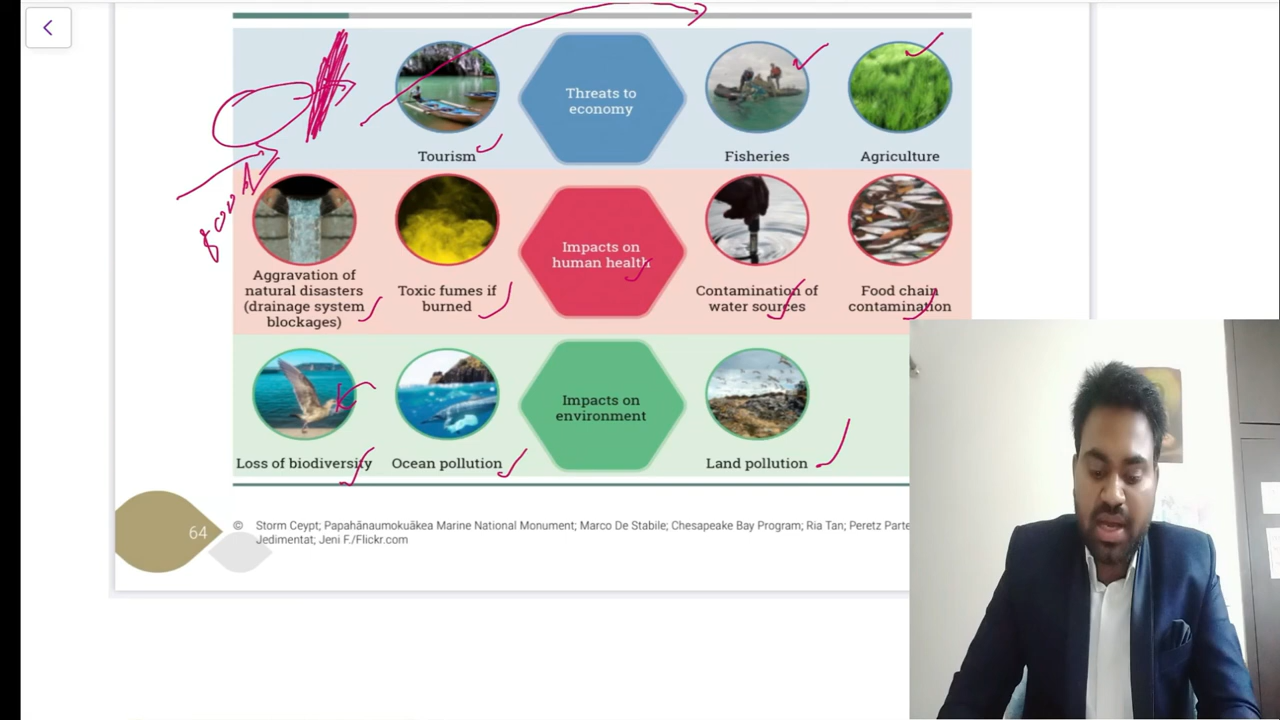 Threats to
economy
Tourism
Fisheries
Agriculture
Impacts on
human health
Aggravation of
natural disasters
(drainage system
blockages)
Toxic fumes if
burned
Contamination of
water sources
Food chain
contamination
Impacts on
environment
Loss of biodiversity
Ocean pollution
Land pollution
64
© Storm Ceypt; Papahānaumokuākea Marine National Monument; Marco De Stabile; Chesapeake Bay Program; Ria Tan; Peretz Parte
Jedimentat; Jeni F./Flickr.com